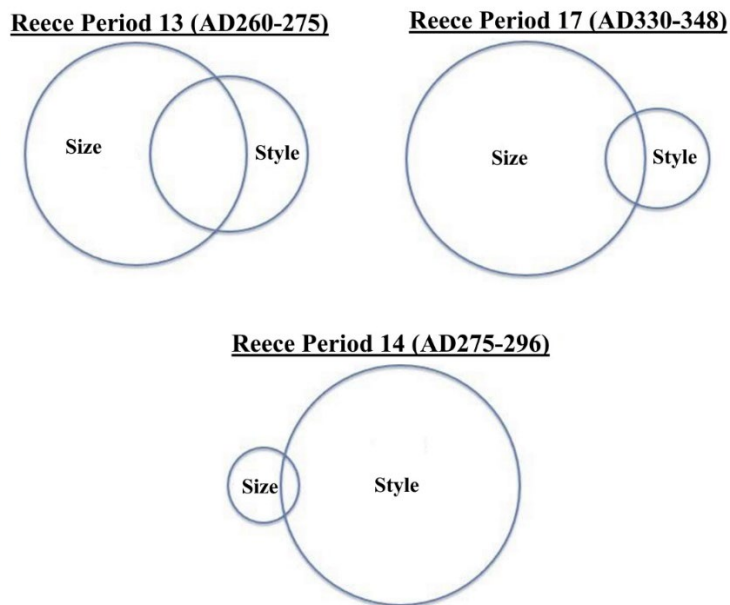 Reece Period 13 (AD260-275)
Size
Style
Reece Period 17 (AD330-348)
Size
Style
Reece Period 14 (AD275-296)
Size
Style